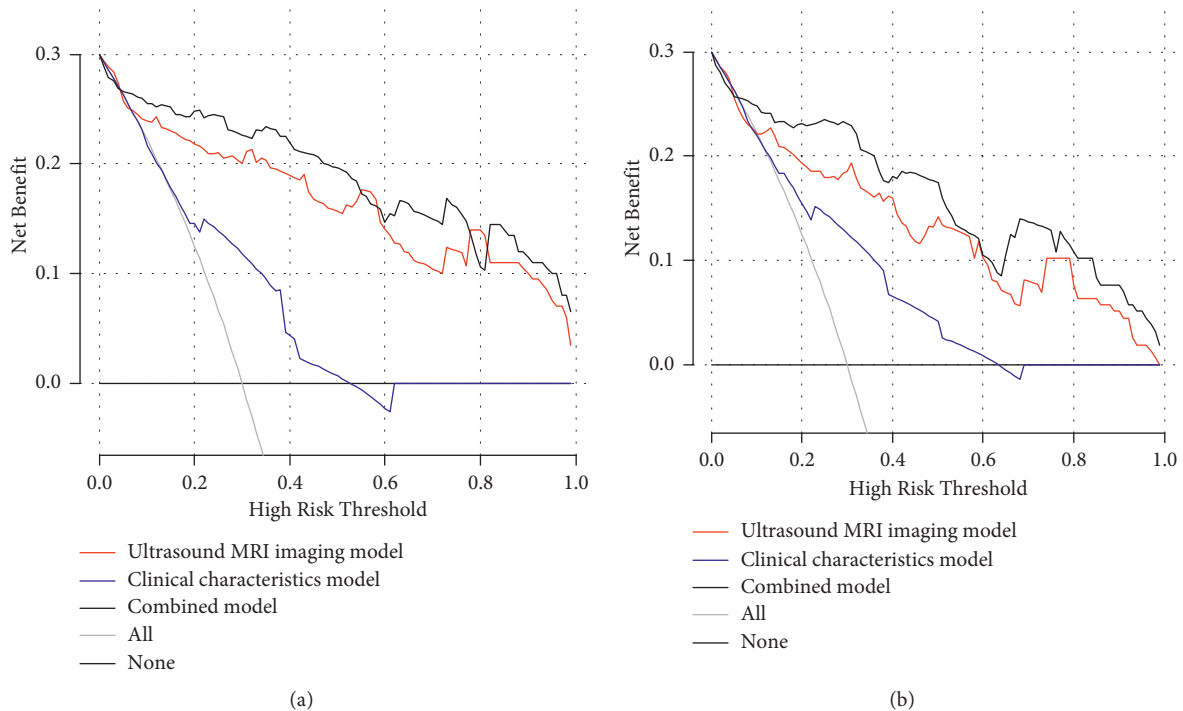 0.3
0.2
0.1
0.0
Net Benefit
0.0 0.2 0.4 0.6 0.8 1.0
High Risk Threshold
Ultrasound MRI imaging model
Clinical characteristics model
Combined model
All
None
(a)
0.3
0.2
0.1
0.0
Net Benefit
0.0 0.2 0.4 0.6 0.8 1.0
High Risk Threshold
Ultrasound MRI imaging model
Clinical characteristics model
Combined model
All
None
(b)